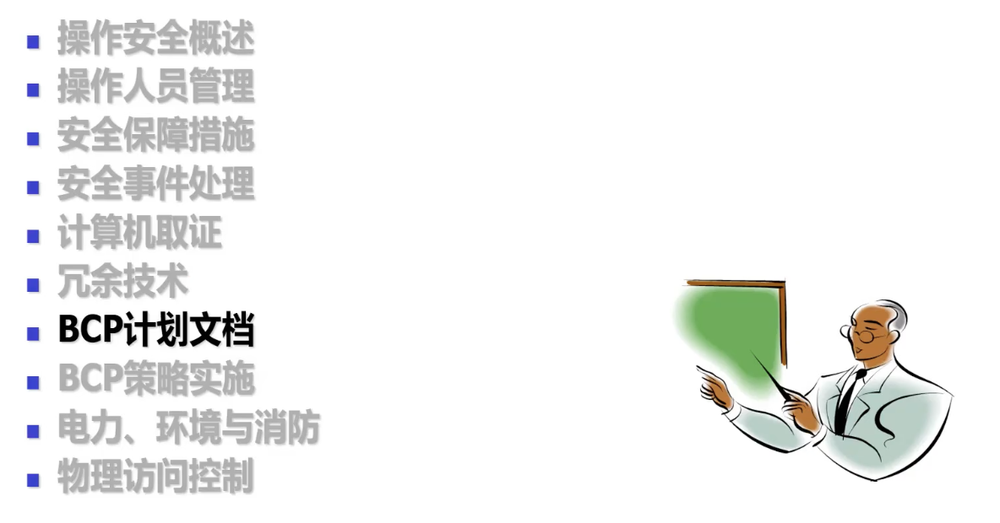 操作安全概述
操作人员管理
安全保障措施
安全事件处理
计算机取证
冗余技术
BCP计划文档
BCP策略实施
电力、环境与消防
物理访问控制